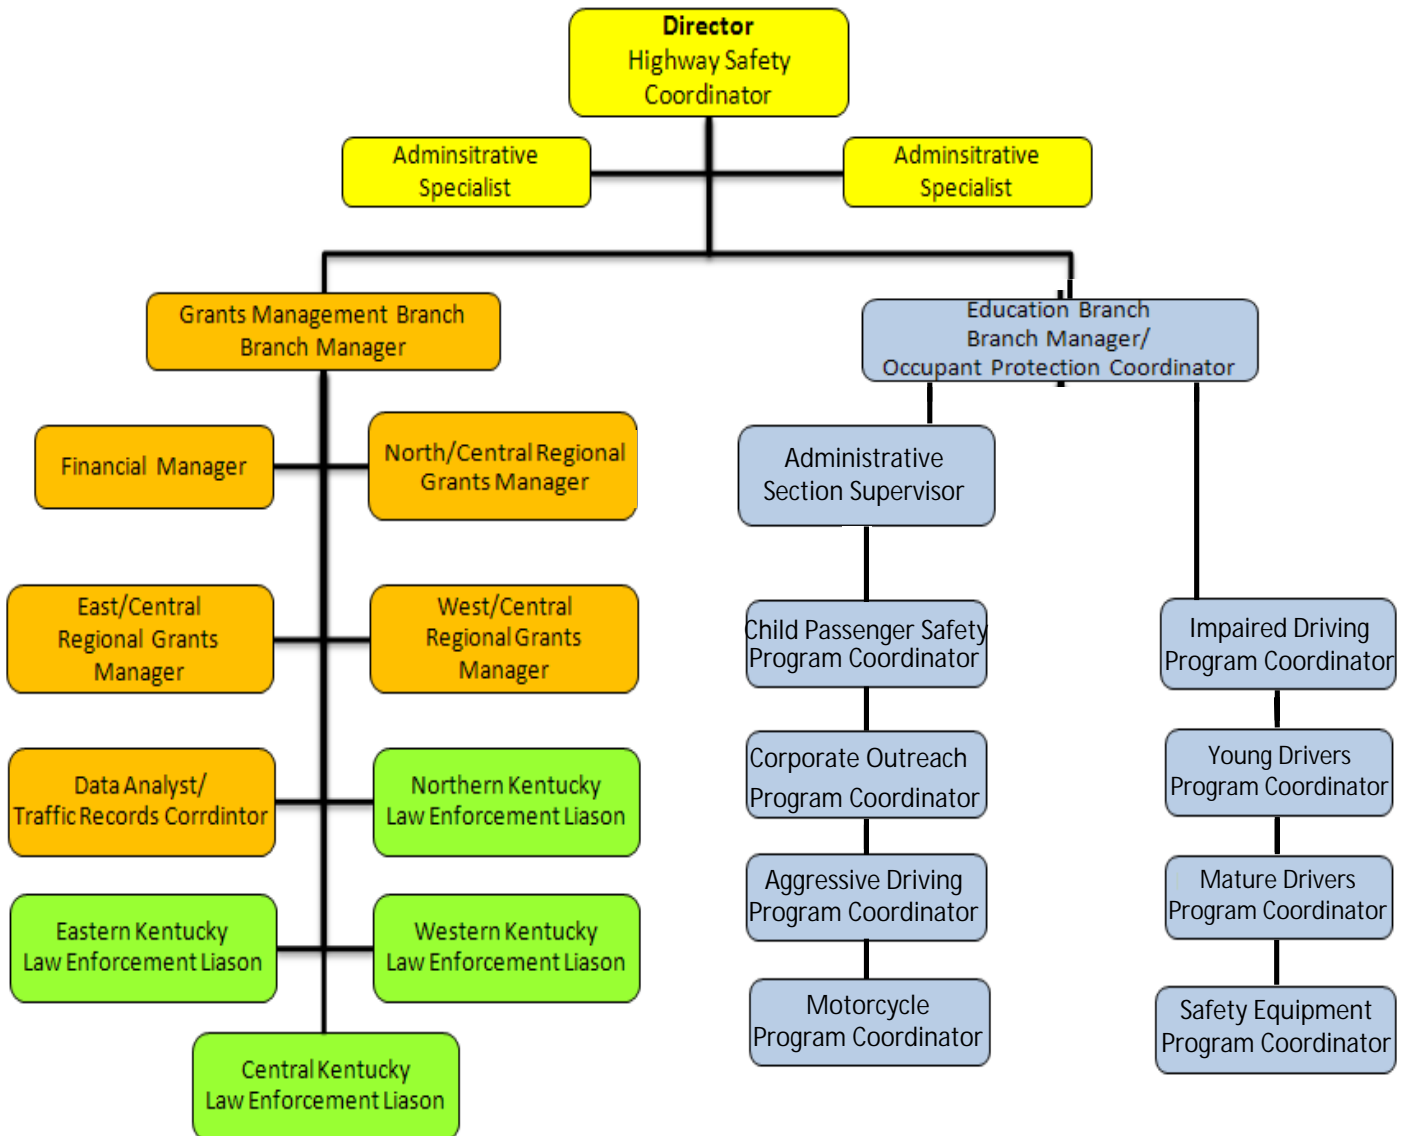 Director
Highway Safety
Coordinator
Adminsitrative
Specialist
Adminsitrative
Specialist
Grants Management Branch
Branch Manager
Education Branch
Branch Manager/
Occupant Protection Coordinator
Financial Manager
North/Central Regional
Grants Manager
Administrative
Section Supervisor
East/Central
Regional Grants
Manager
West/Central
Regional Grants
Manager
Child Passenger Safety
Program Coordinator
Impaired Driving
Program Coordinator
Data Analyst/
Traffic Records Corrdintor
Northern Kentucky
Law Enforcement Liason
Corporate Outreach
Program Coordinator
Young Drivers
Program Coordinator
Eastern Kentucky
Law Enforcement Liason
Western Kentucky
Law Enforcement Liason
Aggressive Driving
Program Coordinator
Mature Drivers
Program Coordinator
Central Kentucky
Law Enforcement Liason
Motorcycle
Program Coordinator
Safety Equipment
Program Coordinator